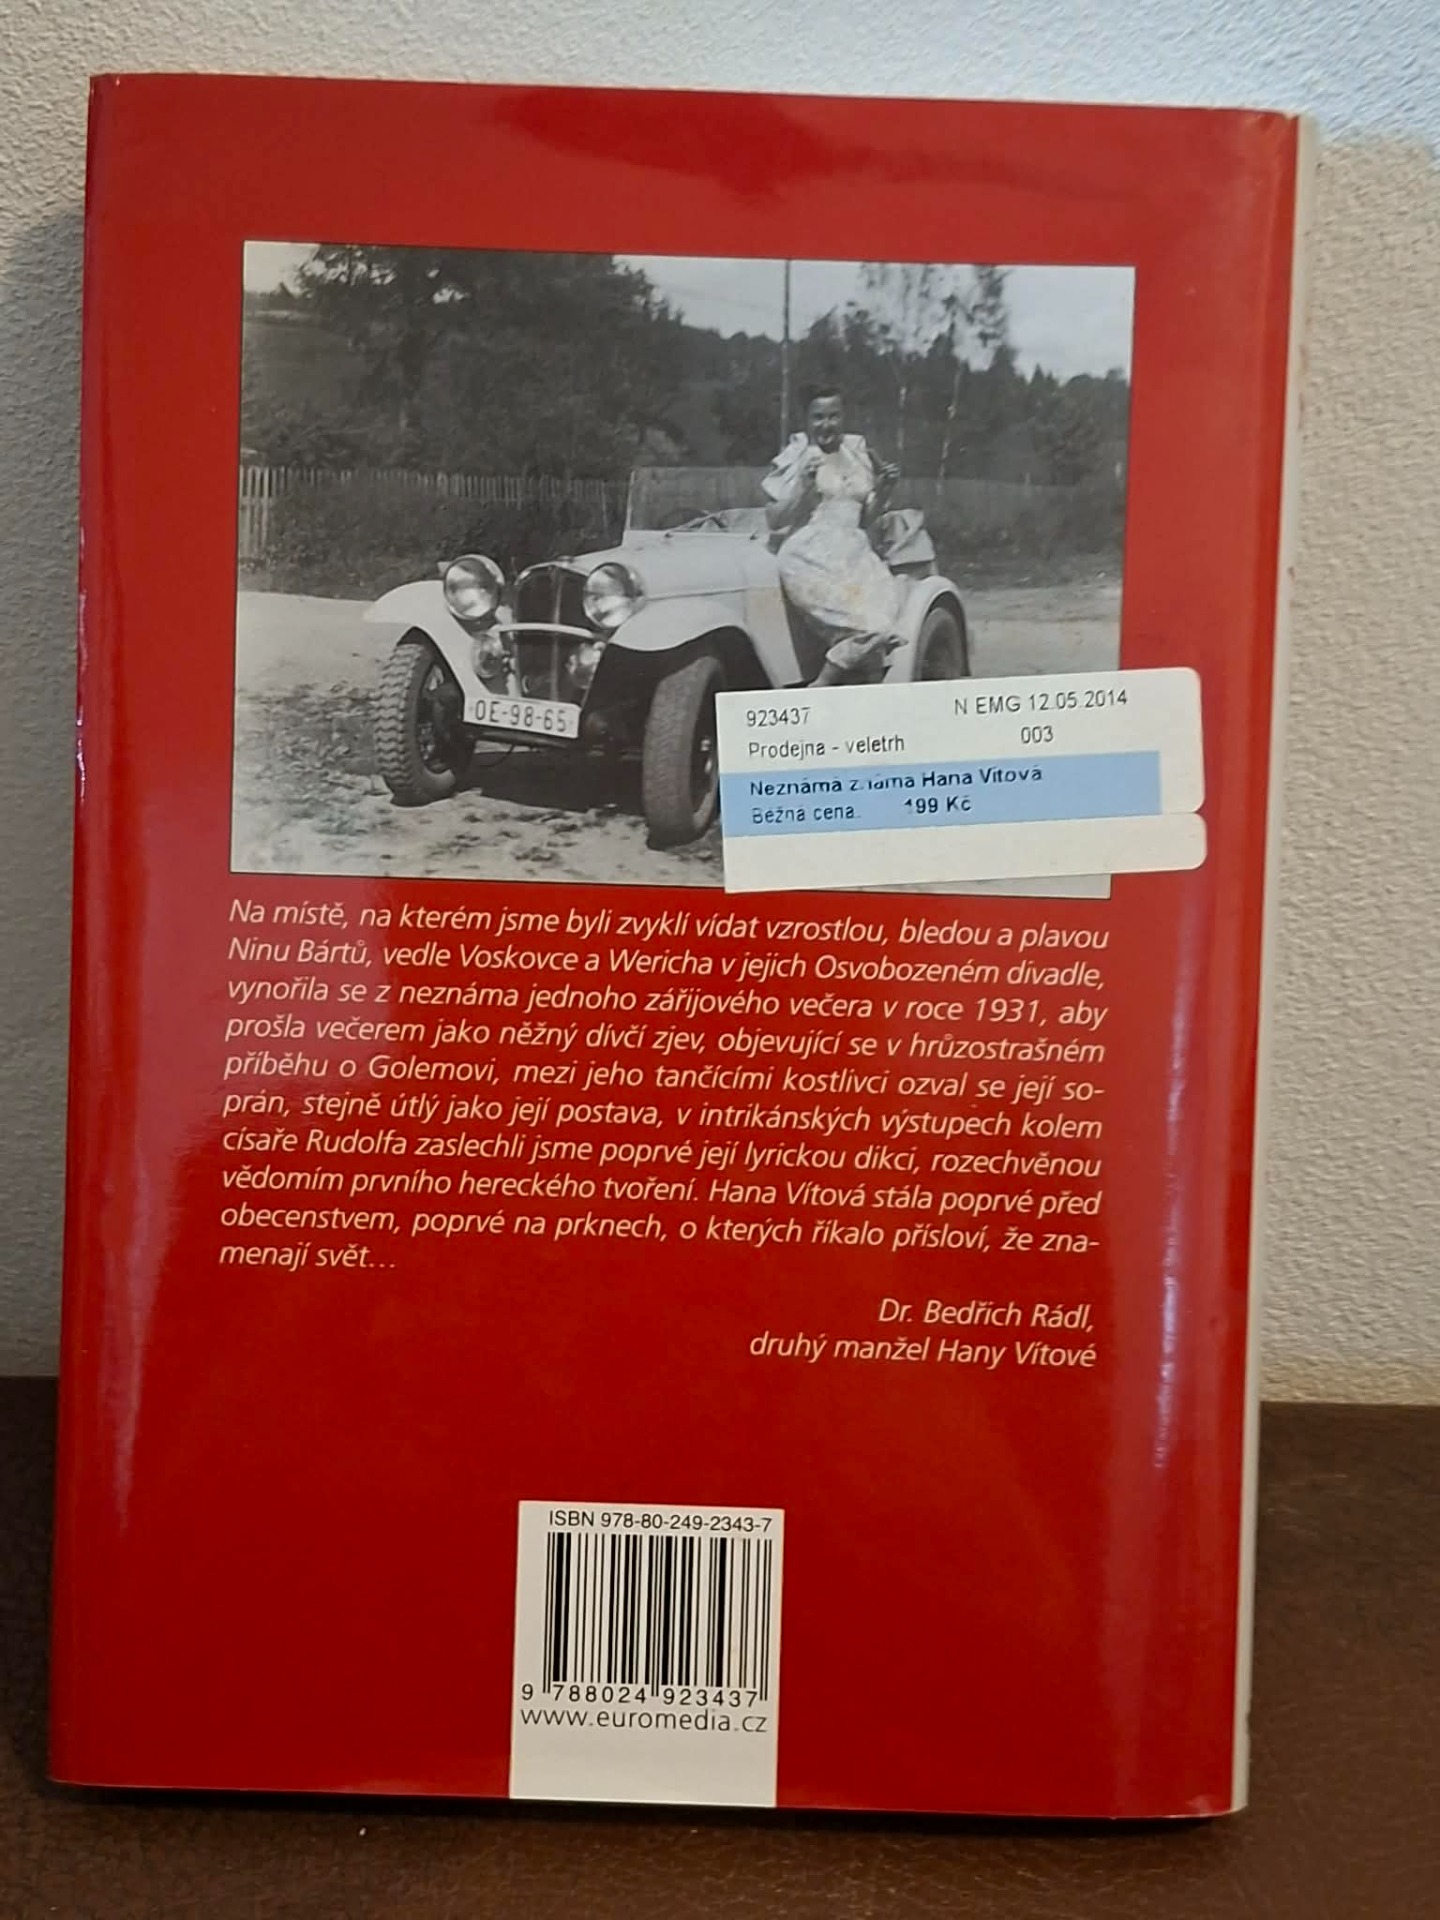 OE-98-65
923437 N EMG 12.05.2014
Prodejna - veletrh 003
Neznámá známá Hana Vítová
Běžná cena. 199 Kč
Na místě, na kterém jsme byli zvyklí vídat vzrostlou, bledou a plavou
Ninu Bártů, vedle Voskovce a Wericha v jejich Osvobozeném divadle,
vynořila se z neznáma jednoho zářijového večera v roce 1931, aby
prošla večerem jako něžný dívčí zjev, objevující se v hrůzostrašném
příběhu o Golemovi, mezi jeho tančícími kostlivci ozval se její so-
prán, stejně útlý jako její postava, v intrikánských výstupech kolem
císaře Rudolfa zaslechli jsme poprvé její lyrickou dikci, rozechvěnou
vědomím prvního hereckého tvoření. Hana Vítová stála poprvé před
obecenstvem, poprvé na prknech, o kterých říkalo přísloví, že zna-
menají svět...
Dr. Bedřich Rádl,
druhý manžel Hany Vítové
ISBN 978-80-249-2343-7
9 788024 923437
www.euromedia.cz